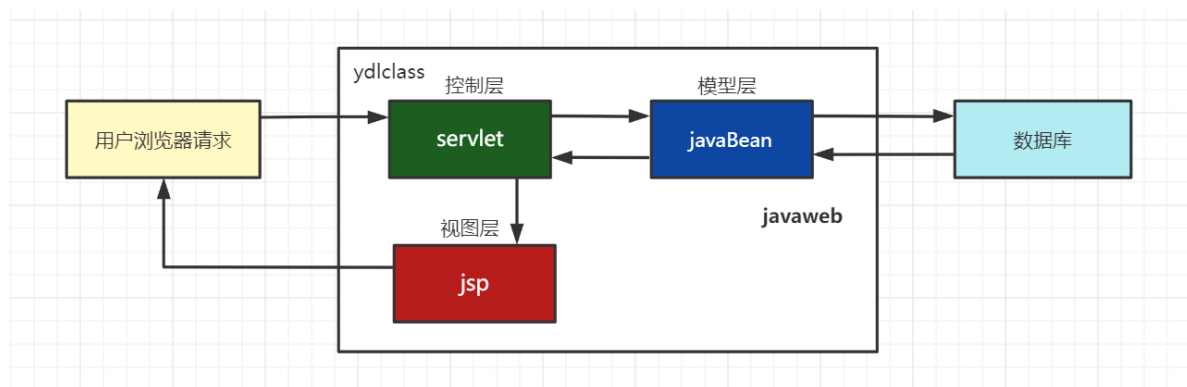 ydlclass
控制层
模型层
用户浏览器请求
servlet
javaBean
数据库
javaweb
视图层
jsp